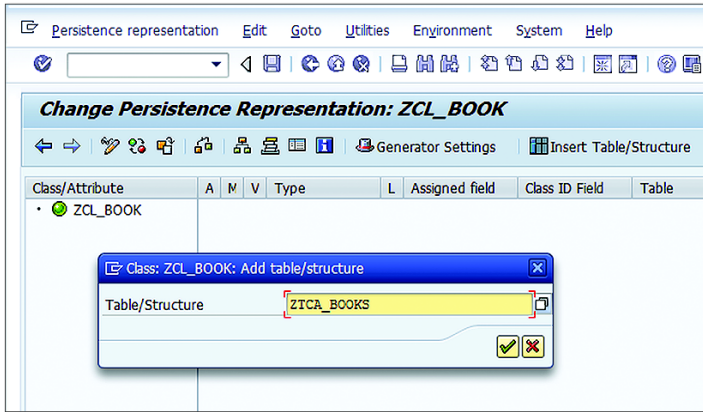 Persistence representation Edit Goto Utilities Environment System Help
Change Persistence Representation: ZCL_BOOK
Generator Settings Insert Table/Structure
Class/Attribute A M V Type L Assigned field Class ID Field Table
ZCL_BOOK
Class: ZCL_BOOK: Add table/structure
Table/Structure ZTCA_BOOKS